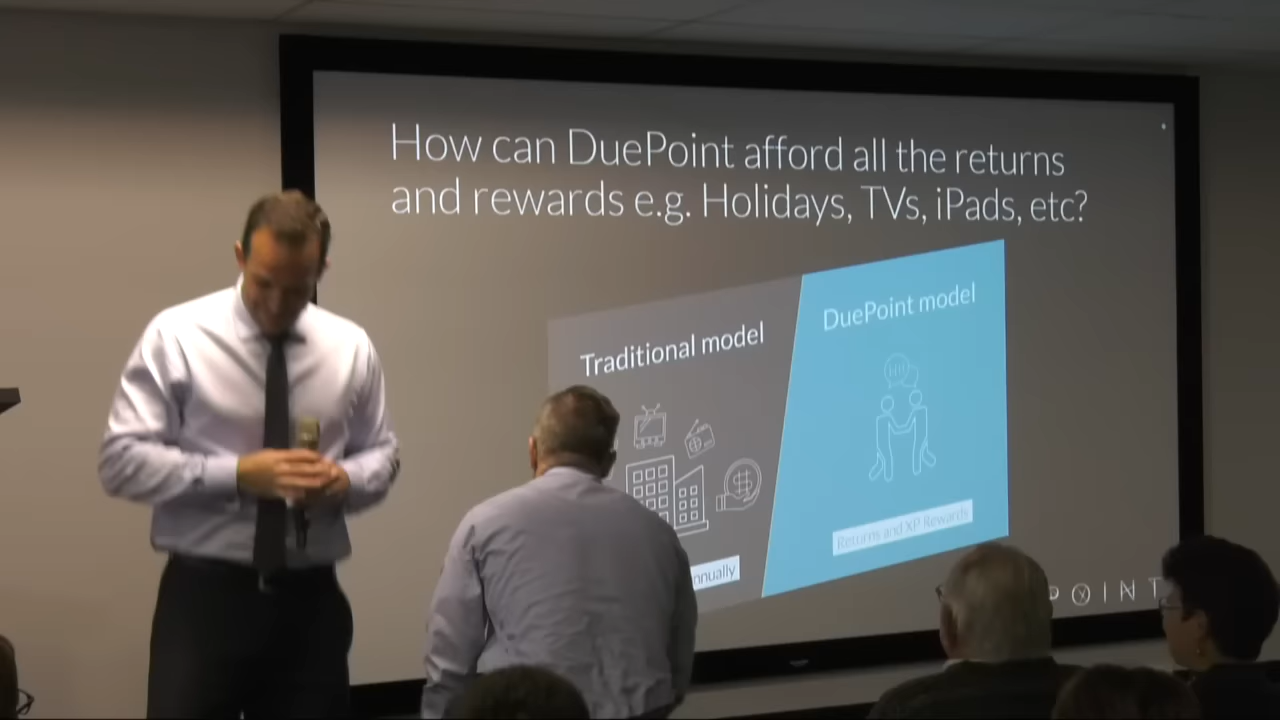 How can DuePoint afford all the returns
and rewards e.g. Holidays, TVs, iPads, etc?
Traditional model
DuePoint model
Returns and XP Rewards
POINT